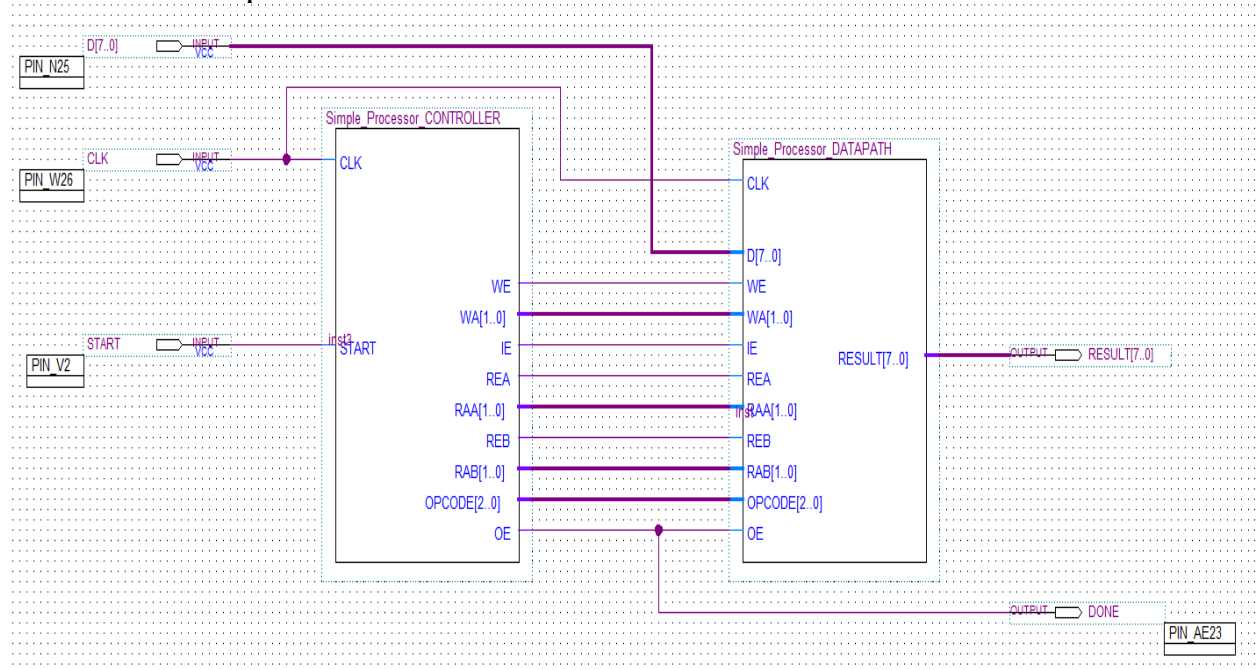 D[7..0] INPUT VCC
PIN_N25
Simple_Processor_CONTROLLER
CLK INPUT VCC
PIN_W26
CLK
Simple_Processor_DATAPATH
CLK
D[7..0]
WE WE
WA[1..0] WA[1..0]
START INPUT VCC
PIN_V2
inst3
START
IE IE
RESULT[7..0]
OUTPUT RESULT[7..0]
REA REA
RAA[1..0] RAA[1..0]
inst
REB REB
RAB[1..0] RAB[1..0]
OPCODE[2..0] OPCODE[2..0]
OE OE
OUTPUT DONE
PIN_AE23